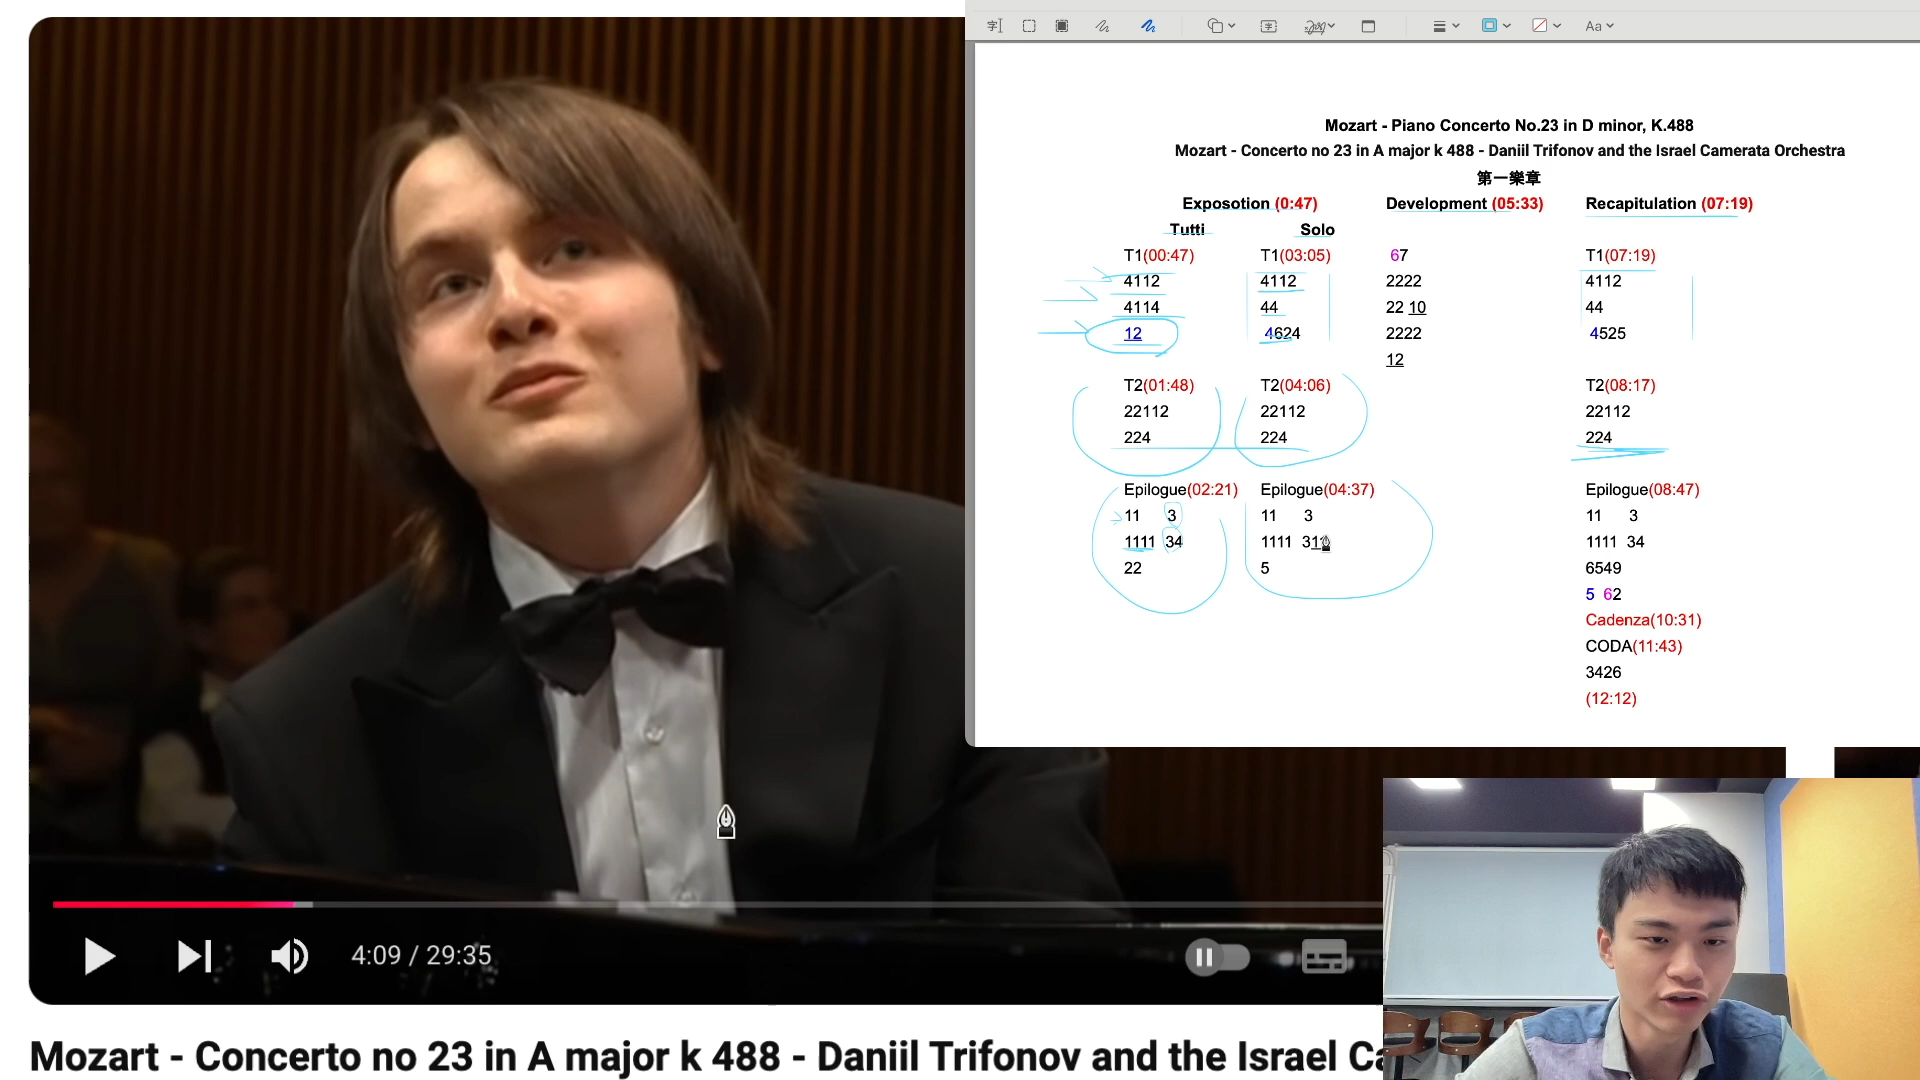 字
Aa
Mozart - Piano Concerto No.23 in D minor, K.488
Mozart - Concerto no 23 in A major k 488 - Daniil Trifonov and the Israel Camerata Orchestra
第一樂章
Exposotion (0:47) Development (05:33) Recapitulation (07:19)
Tutti Solo
T1(00:47) T1(03:05) 67 T1(07:19)
4112 4112 2222 4112
4114 44 22 10 44
12 4624 2222 4525
12
T2(01:48) T2(04:06) T2(08:17)
22112 22112 22112
224 224 224
Epilogue(02:21) Epilogue(04:37) Epilogue(08:47)
11 3 11 3 11 3
1111 34 1111 31 1111 34
22 5 6549
5 62
Cadenza(10:31)
CODA(11:43)
3426
(12:12)
4:09 / 29:35
Mozart - Concerto no 23 in A major k 488 - Daniil Trifonov and the Israel